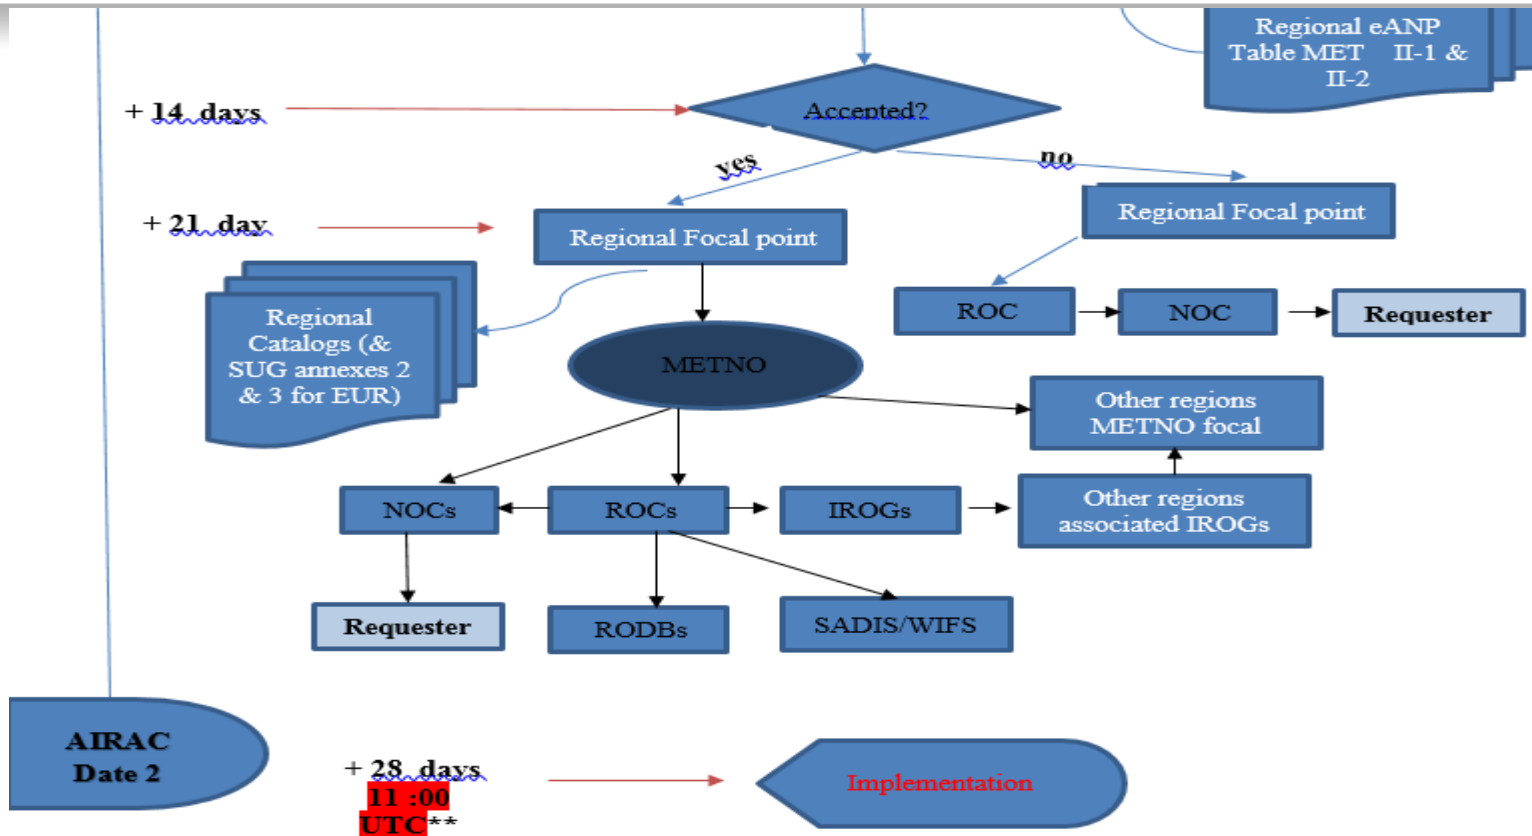 Regional eANP
Table MET II-1 &
II-2
+ 14 days
Accented?
yes
no
+ 21 day
Regional Focal point
Regional Focal point
ROC
NOC
Requester
Regional
Catalogs (&
SUG annexes 2
& 3 for EUR)
METNO
Other regions
METNO focal
NOCs
ROCs
IROGs
Other regions
associated IROGs
Requester
RODBs
SADIS/WIFS
AIRAC
Date 2
+ 28 days
11 :00
UTC**
Implementation